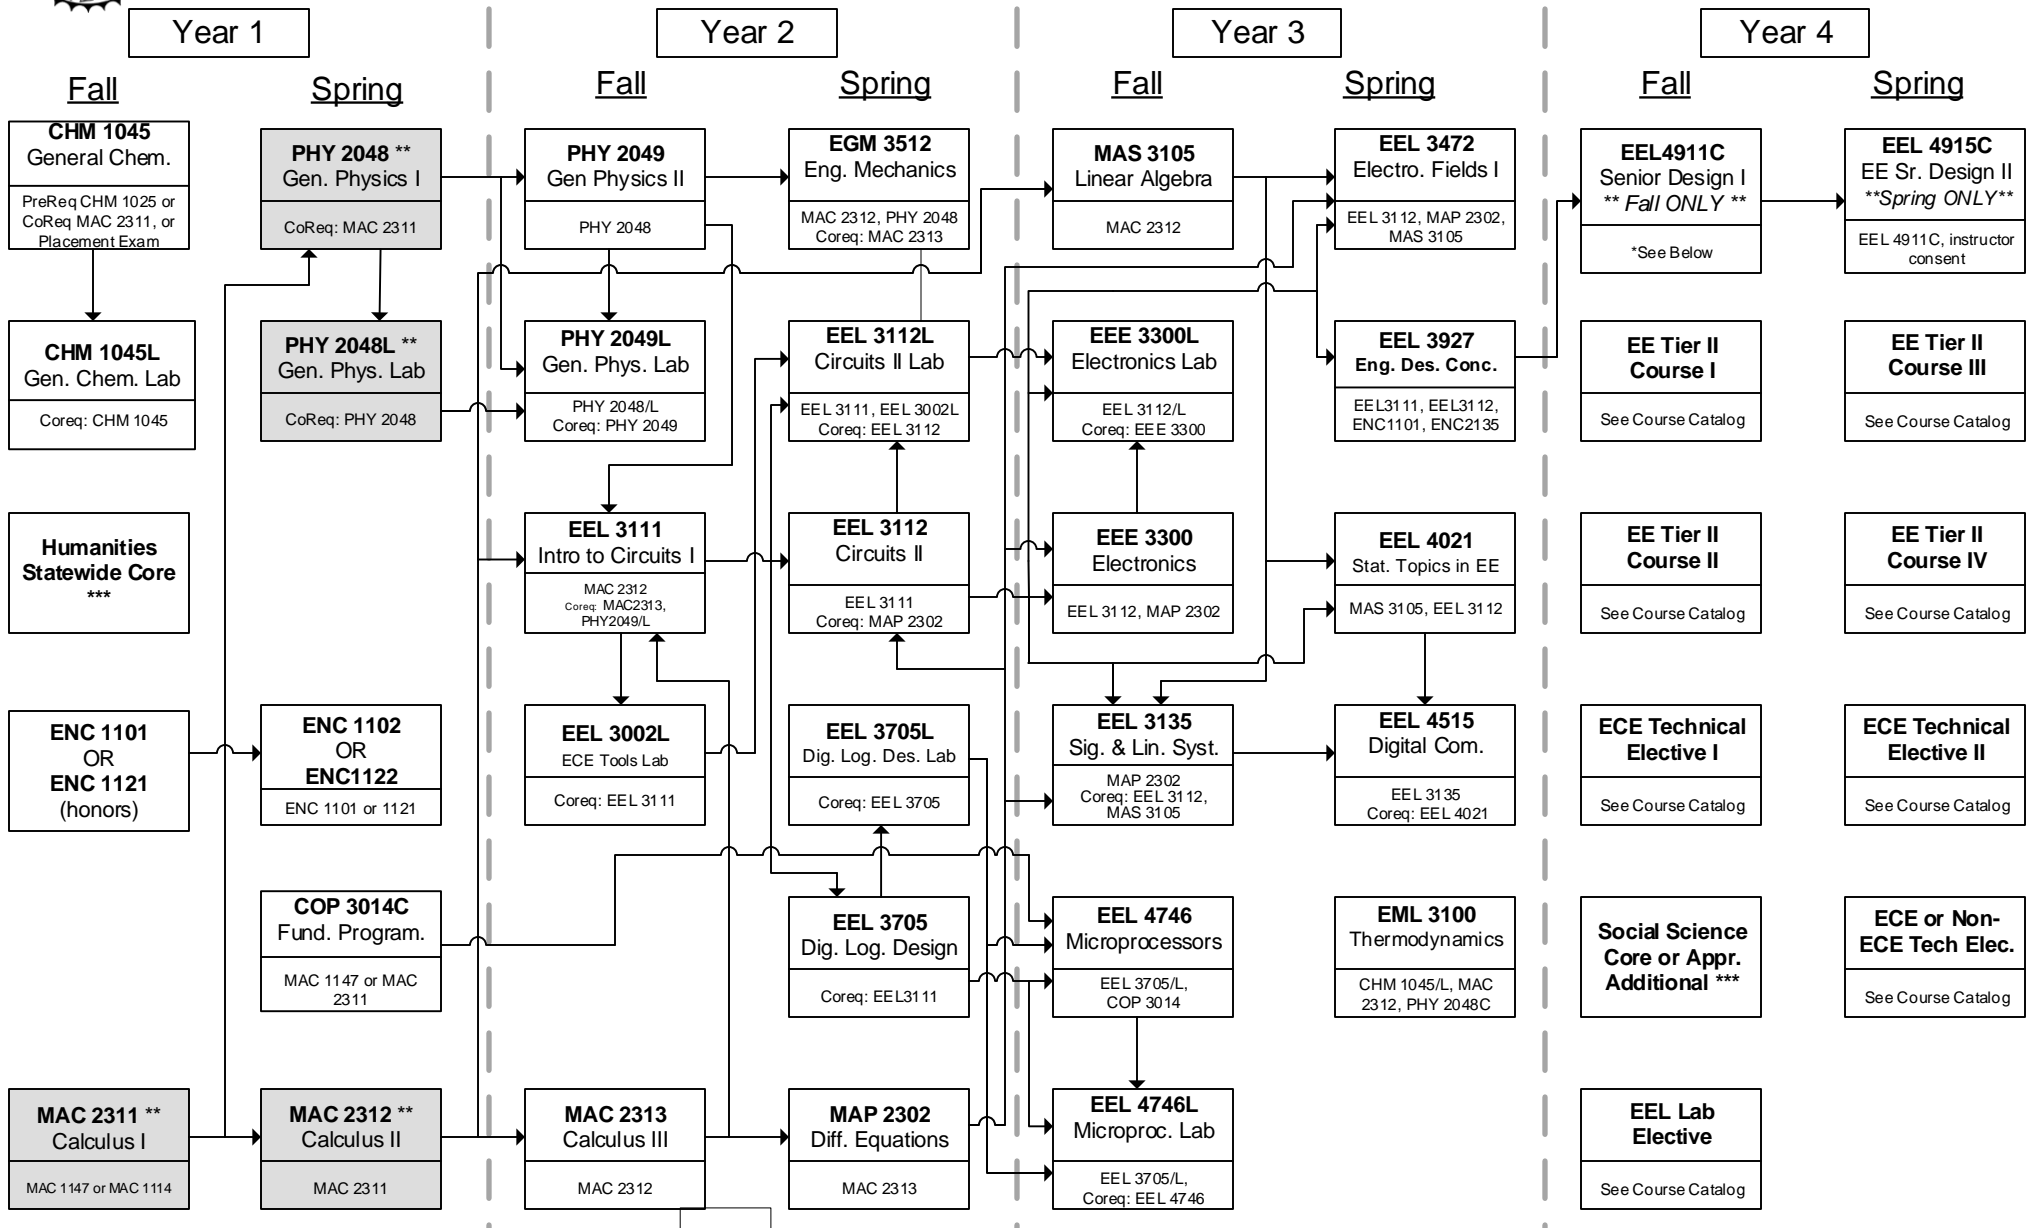 Year 1
Year 2
Year 3
Year 4
Fall
Spring
Fall
Spring
Fall
Spring
Fall
Spring
CHM 1045
General Chem.
PreReq CHM 1025 or
CoReq MAC 2311, or
Placement Exam
PHY 2048 **
Gen. Physics I
CoReq: MAC 2311
PHY 2049
Gen Physics II
PHY 2048
EGM 3512
Eng. Mechanics
MAC 2312, PHY 2048
Coreq: MAC 2313
MAS 3105
Linear Algebra
MAC 2312
EEL 3472
Electro. Fields I
EEL 3112, MAP 2302,
MAS 3105
EEL4911C
Senior Design I
** Fall ONLY **
*See Below
EEL 4915C
EE Sr. Design II
**Spring ONLY**
EEL 4911C, instructor
consent
CHM 1045L
Gen. Chem. Lab
Coreq: CHM 1045
PHY 2048L **
Gen. Phys. Lab
CoReq: PHY 2048
PHY 2049L
Gen. Phys. Lab
PHY 2048/L
Coreq: PHY 2049
EEL 3112L
Circuits II Lab
EEL 3111, EEL 3002L
Coreq: EEL 3112
EEE 3300L
Electronics Lab
EEL 3112/L
Coreq: EEE 3300
EEL 3927
Eng. Des. Conc.
EEL3111, EEL3112,
ENC1101, ENC2135
EE Tier II
Course I
See Course Catalog
EE Tier II
Course III
See Course Catalog
Humanities
Statewide Core
***
EEL 3111
Intro to Circuits I
MAC 2312
Coreq: MAC2313,
PHY2049/L
EEL 3112
Circuits II
EEL 3111
Coreq: MAP 2302
EEE 3300
Electronics
EEL 3112, MAP 2302
EEL 4021
Stat. Topics in EE
MAS 3105, EEL 3112
EE Tier II
Course II
See Course Catalog
EE Tier II
Course IV
See Course Catalog
ENC 1101
OR
ENC 1121
(honors)
ENC 1102
OR
ENC1122
ENC 1101 or 1121
EEL 3002L
ECE Tools Lab
Coreq: EEL 3111
EEL 3705L
Dig. Log. Des. Lab
Coreq: EEL 3705
EEL 3135
Sig. & Lin. Syst.
MAP 2302
Coreq: EEL 3112,
MAS 3105
EEL 4515
Digital Com.
EEL 3135
Coreq: EEL 4021
ECE Technical
Elective I
See Course Catalog
ECE Technical
Elective II
See Course Catalog
COP 3014C
Fund. Program.
MAC 1147 or MAC
2311
EEL 3705
Dig. Log. Design
Coreq: EEL3111
EEL 4746
Microprocessors
EEL 3705/L,
COP 3014
EML 3100
Thermodynamics
CHM 1045/L, MAC
2312, PHY 2048C
Social Science
Core or Appr.
Additional ***
ECE or Non-
ECE Tech Elec.
See Course Catalog
MAC 2311 **
Calculus I
MAC 1147 or MAC 1114
MAC 2312 **
Calculus II
MAC 2311
MAC 2313
Calculus III
MAC 2312
MAP 2302
Diff. Equations
MAC 2313
EEL 4746L
Microproc. Lab
EEL 3705/L,
Coreq: EEL 4746
EEL Lab
Elective
See Course Catalog